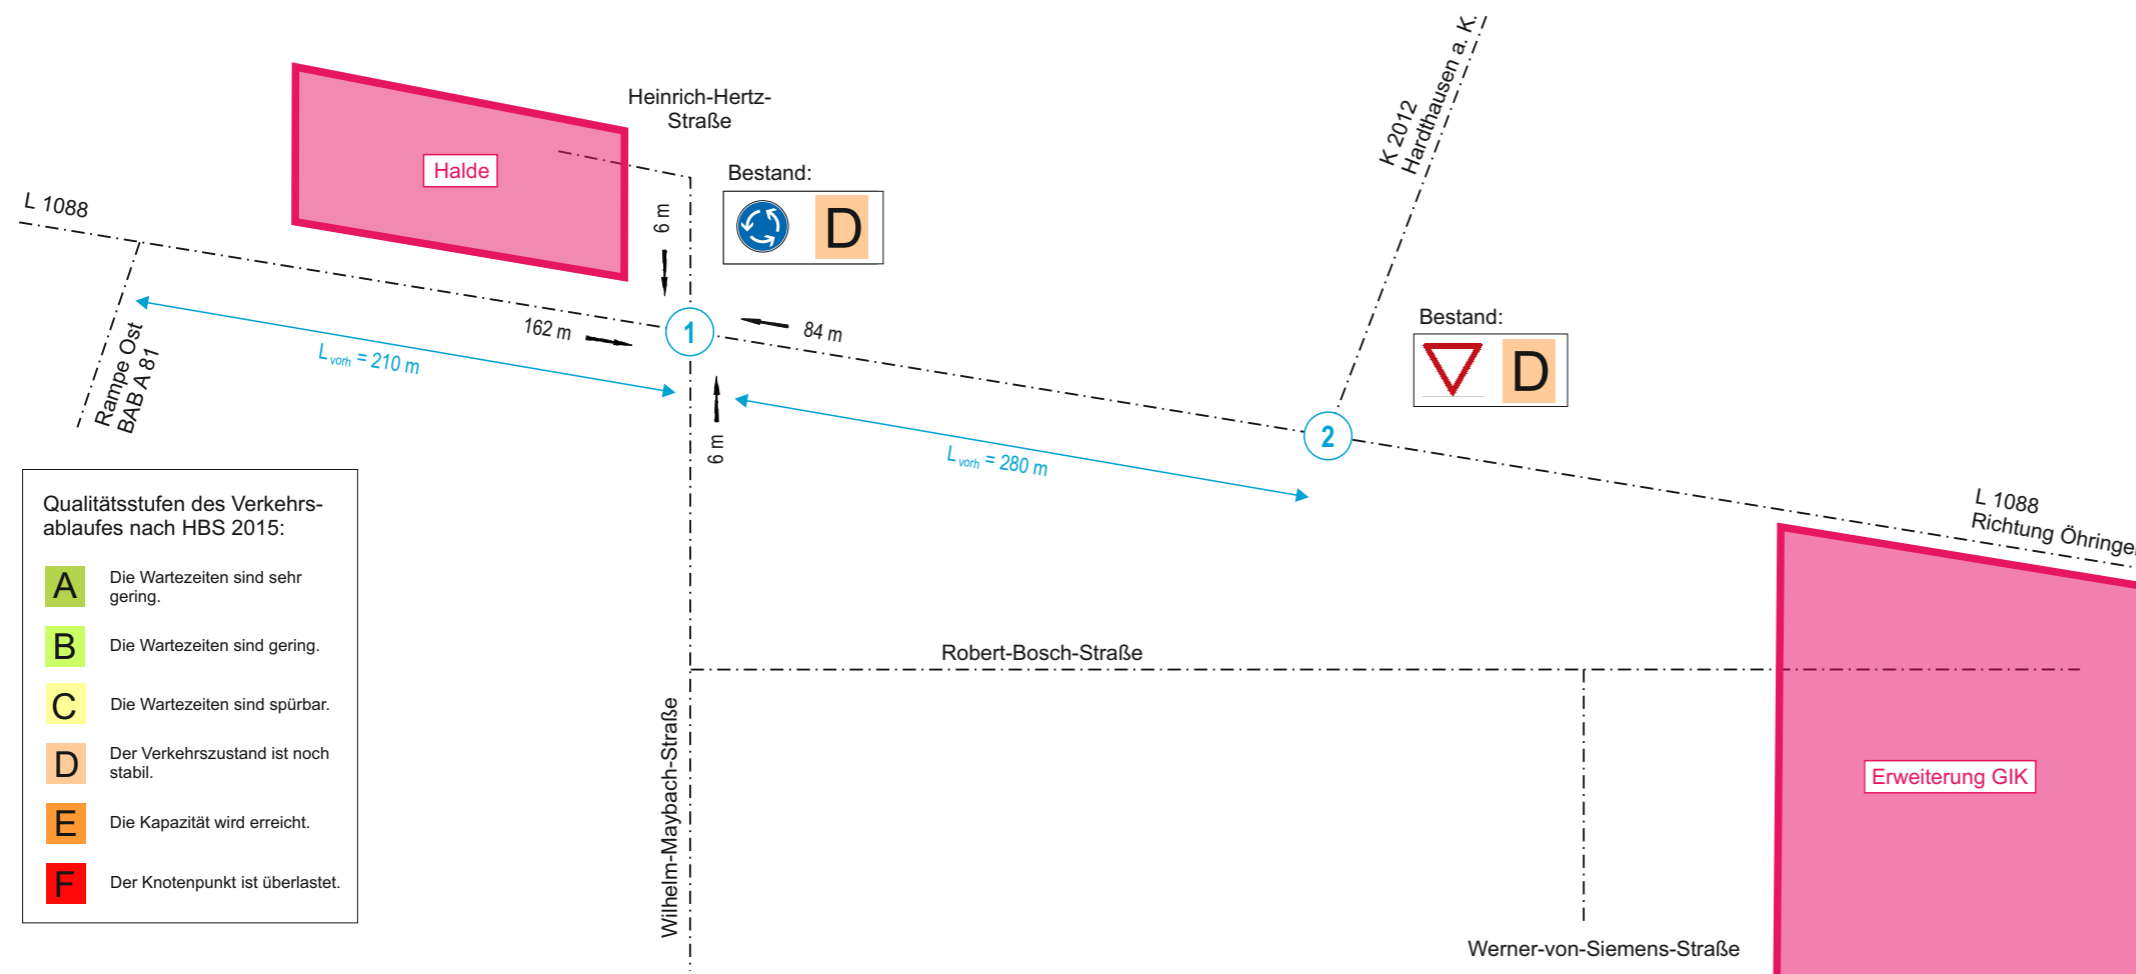 Heinrich-Hertz-
Straße
Halde
Bestand:
D
L 1088
6 m
K 2012
Hardthausen a. K.
162 m
1
84 m
Bestand:
D
Rampe Ost
BAB A 81
L vorh = 210 m
6 m
2
L vorh = 280 m
L 1088
Richtung Öhringe
Qualitätsstufen des Verkehrs-
ablaufes nach HBS 2015:
A Die Wartezeiten sind sehr
gering.
B Die Wartezeiten sind gering.
C Die Wartezeiten sind spürbar.
D Der Verkehrszustand ist noch
stabil.
E Die Kapazität wird erreicht.
F Der Knotenpunkt ist überlastet.
Robert-Bosch-Straße
Wilhelm-Maybach-Straße
Erweiterung GIK
Werner-von-Siemens-Straße